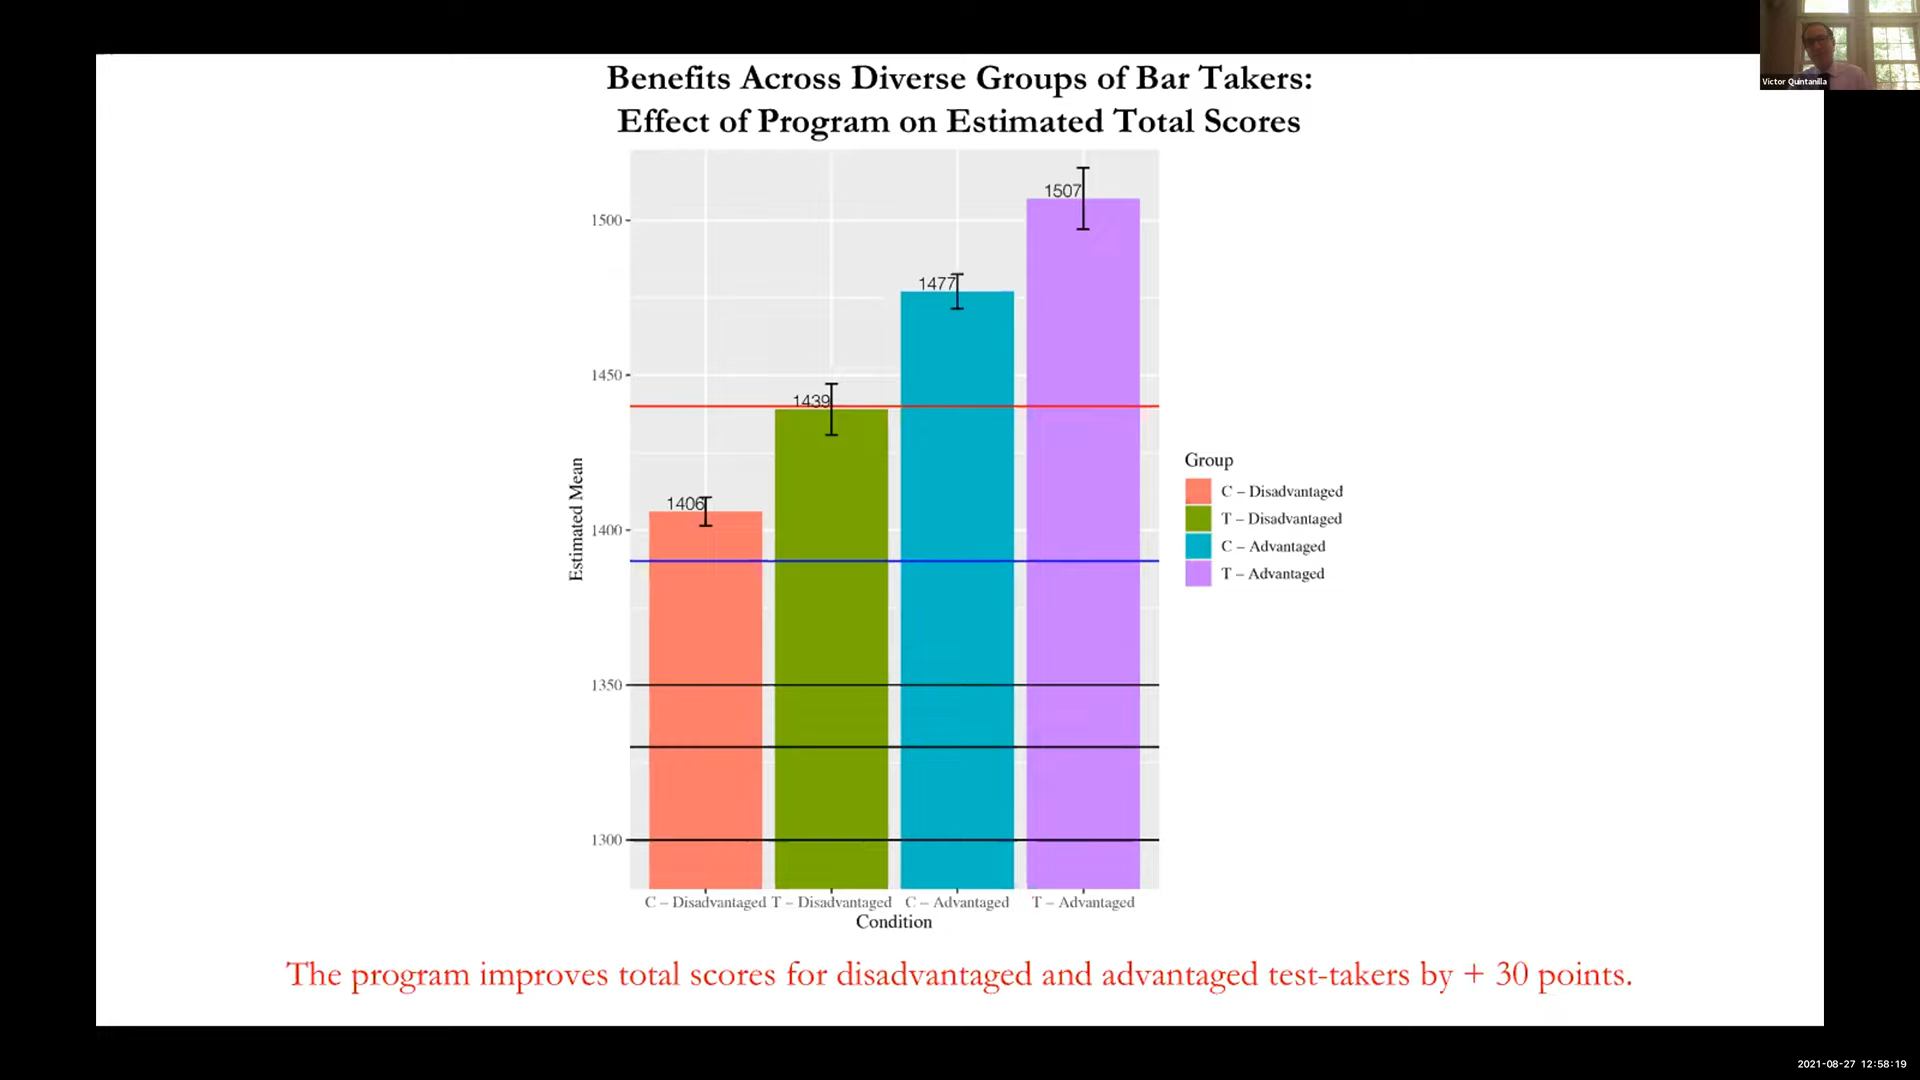 Victor Quintanilla
Benefits Across Diverse Groups of Bar Takers:
Effect of Program on Estimated Total Scores
1507
1500
1477
1450
1439
1406
1400
1350
1300
Estimated Mean
Group
C – Disadvantaged
T – Disadvantaged
C – Advantaged
T – Advantaged
C – Disadvantaged T – Disadvantaged C – Advantaged T – Advantaged
Condition
The program improves total scores for disadvantaged and advantaged test-takers by + 30 points.
2021-08-27 12:58:19